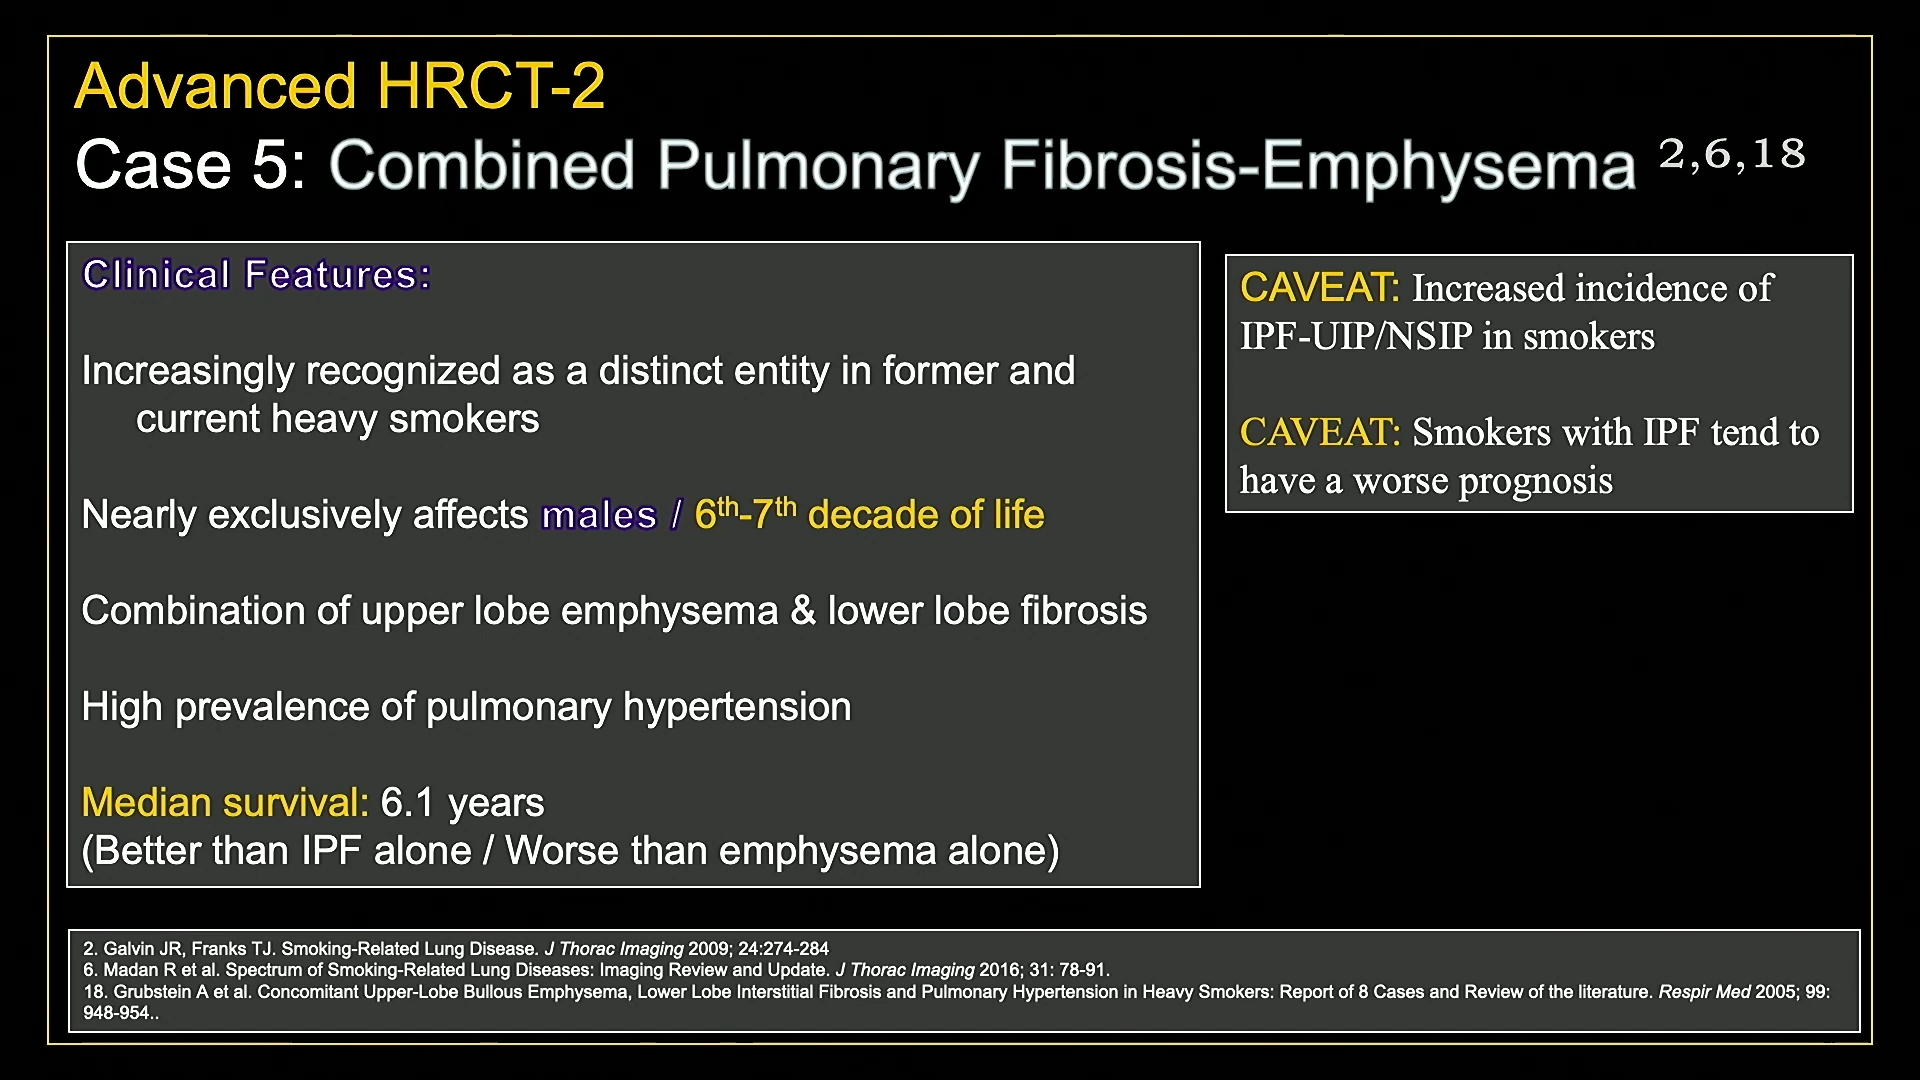 Advanced HRCT-2
Case 5: Combined Pulmonary Fibrosis-Emphysema 2,6,18
Clinical Features:
Increasingly recognized as a distinct entity in former and
current heavy smokers
Nearly exclusively affects males / 6th-7th decade of life
Combination of upper lobe emphysema & lower lobe fibrosis
High prevalence of pulmonary hypertension
Median survival: 6.1 years
(Better than IPF alone / Worse than emphysema alone)
CAVEAT: Increased incidence of
IPF-UIP/NSIP in smokers
CAVEAT: Smokers with IPF tend to
have a worse prognosis
2. Galvin JR, Franks TJ. Smoking-Related Lung Disease. J Thorac Imaging 2009; 24:274-284
6. Madan R et al. Spectrum of Smoking-Related Lung Diseases: Imaging Review and Update. J Thorac Imaging 2016; 31: 78-91.
18. Grubstein A et al. Concomitant Upper-Lobe Bullous Emphysema, Lower Lobe Interstitial Fibrosis and Pulmonary Hypertension in Heavy Smokers: Report of 8 Cases and Review of the literature. Respir Med 2005; 99:
948-954..